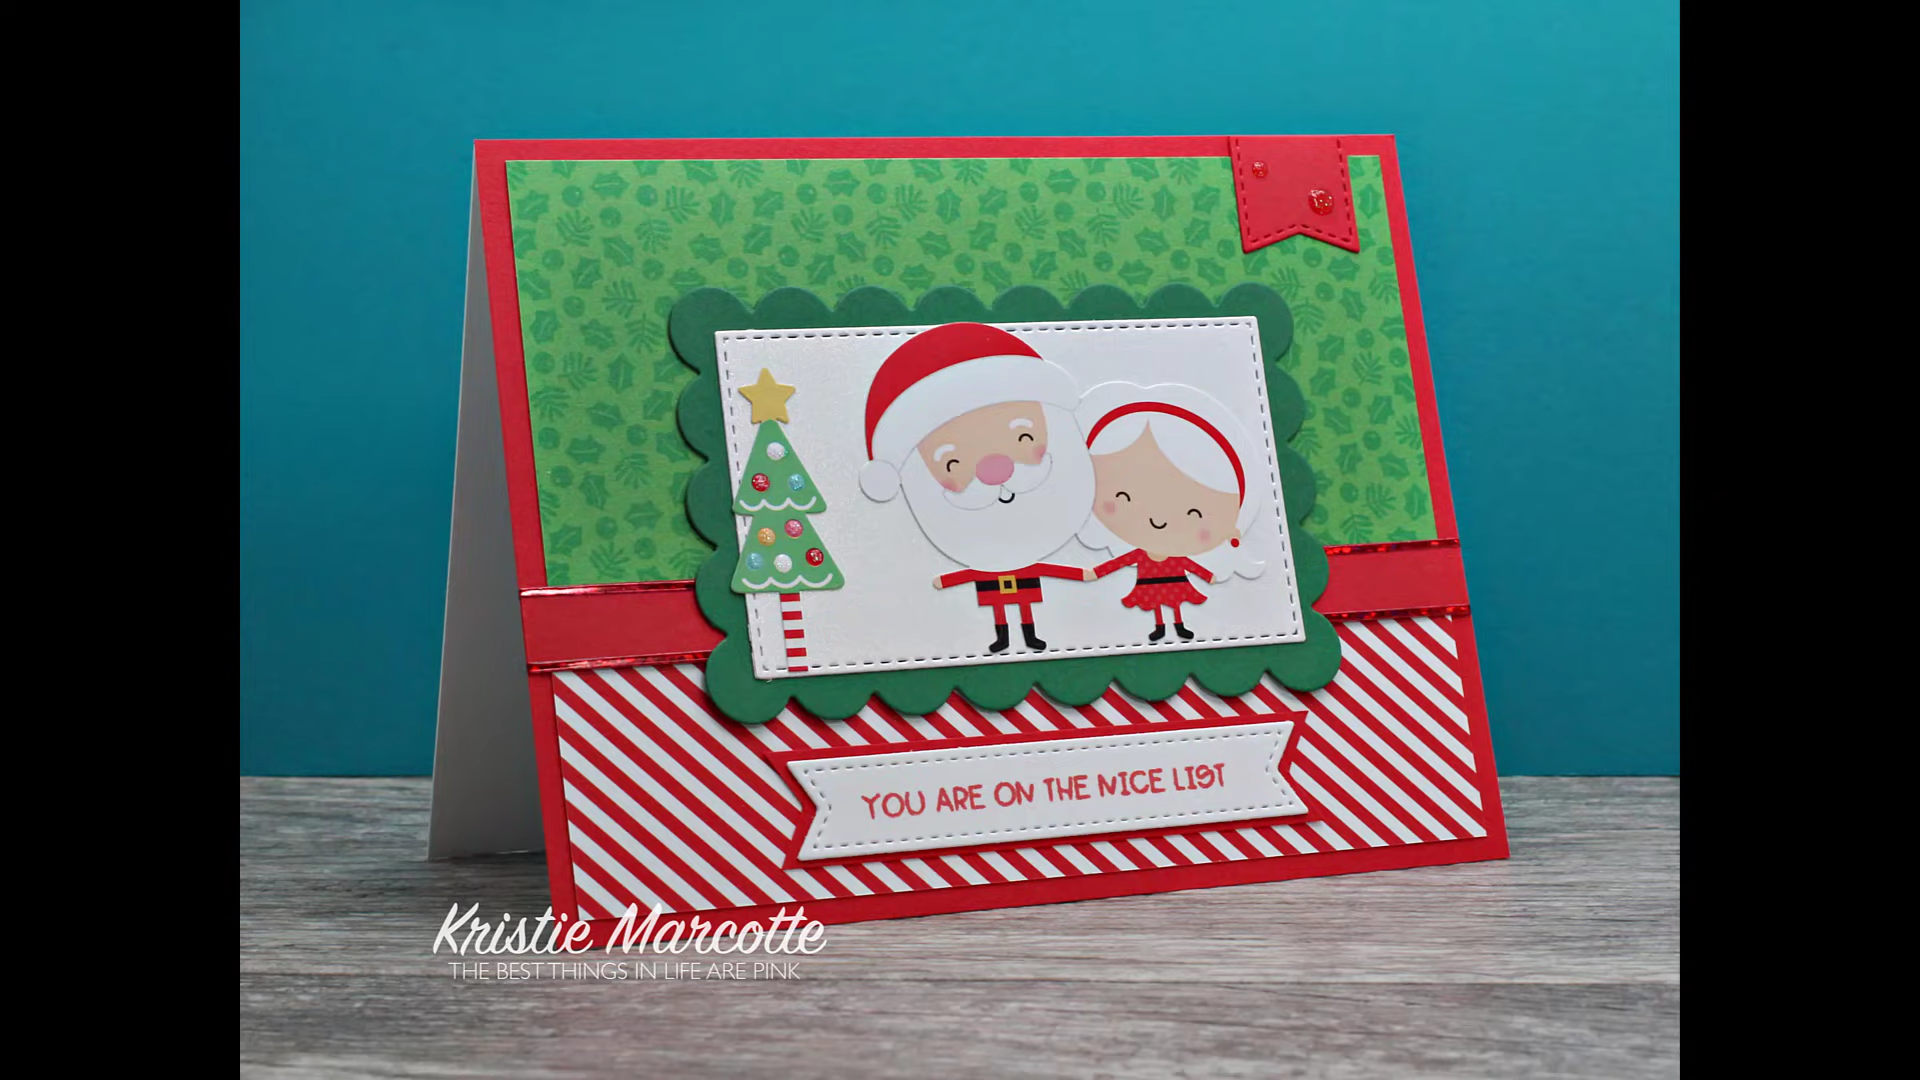 YOU ARE ON THE NICE LIST
Kristie Marcotte
THE BEST THINGS IN LIFE ARE PINK